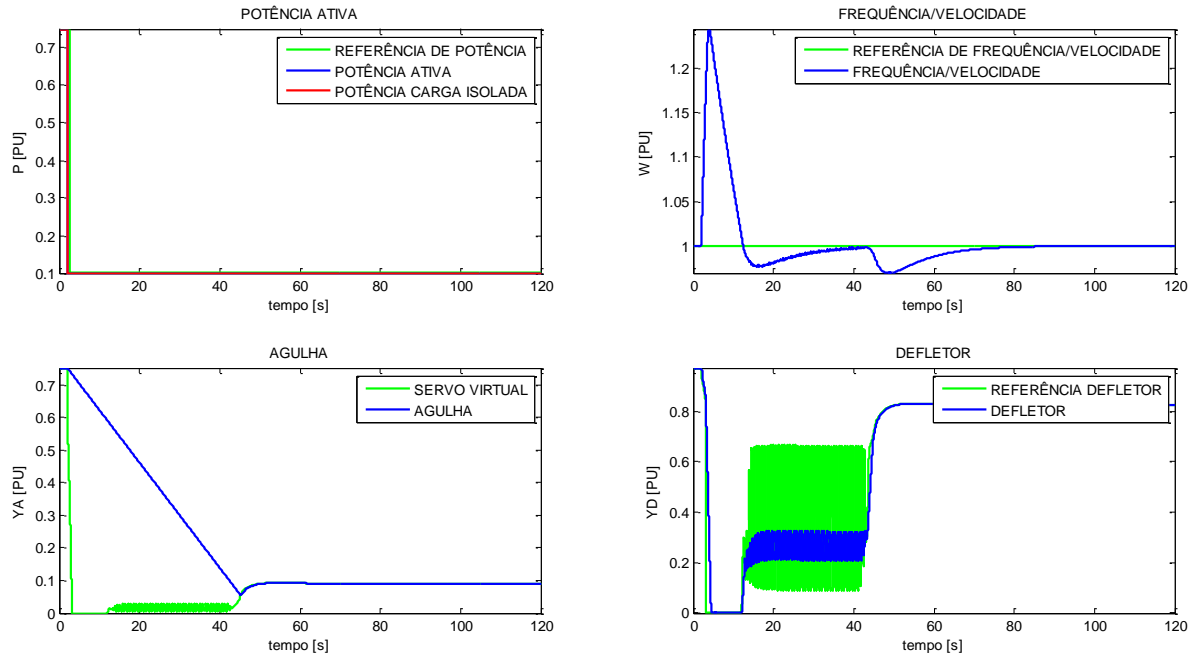 POTÊNCIA ATIVA
0.7
0.6
0.5
0.4
0.3
0.2
0.1
P [PU]
REFERÊNCIA DE POTÊNCIA
POTÊNCIA ATIVA
POTÊNCIA CARGA ISOLADA
0 20 40 60 80 100 120
tempo [s]
FREQUÊNCIA/VELOCIDADE
1.2
1.15
1.1
1.05
1
W [PU]
REFERÊNCIA DE FREQUÊNCIA/VELOCIDADE
FREQUÊNCIA/VELOCIDADE
0 20 40 60 80 100 120
tempo [s]
AGULHA
0.7
0.6
0.5
0.4
0.3
0.2
0.1
0
YA [PU]
SERVO VIRTUAL
AGULHA
0 20 40 60 80 100 120
tempo [s]
DEFLETOR
0.8
0.6
0.4
0.2
0
YD [PU]
REFERÊNCIA DEFLETOR
DEFLETOR
0 20 40 60 80 100 120
tempo [s]